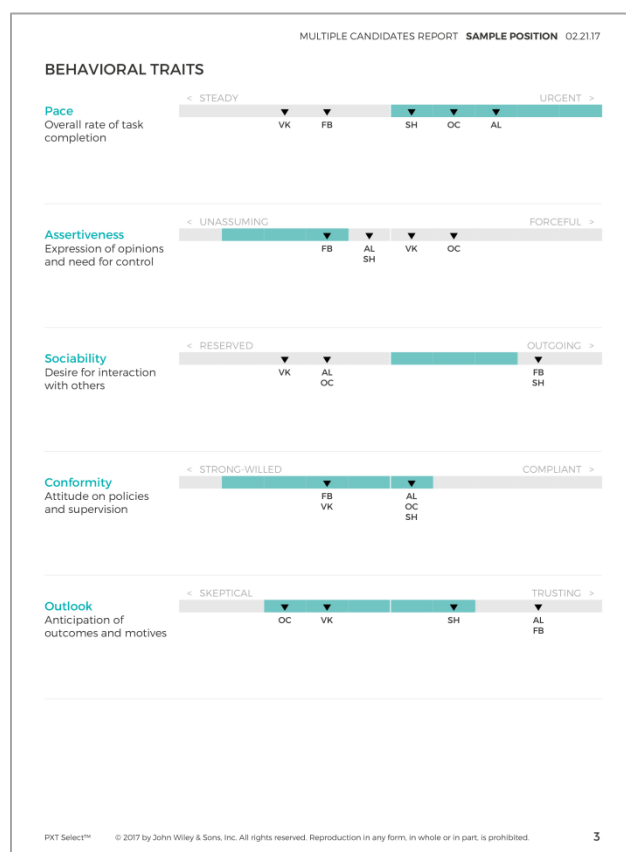 MULTIPLE CANDIDATES REPORT SAMPLE POSITION 02.21.17
BEHAVIORAL TRAITS
< STEADY URGENT >
Pace
Overall rate of task
completion
VK FB SH OC AL
< UNASSUMING FORCEFUL >
Assertiveness
Expression of opinions
and need for control
FB AL VK OC
SH
< RESERVED OUTGOING >
Sociability
Desire for interaction
with others
VK AL FB
OC SH
< STRONG-WILLED COMPLIANT >
Conformity
Attitude on policies
and supervision
FB AL
VK OC
SH
< SKEPTICAL TRUSTING >
Outlook
Anticipation of
outcomes and motives
OC VK SH AL
FB
PXT Select™ © 2017 by John Wiley & Sons, Inc. All rights reserved. Reproduction in any form, in whole or in part, is prohibited. 3